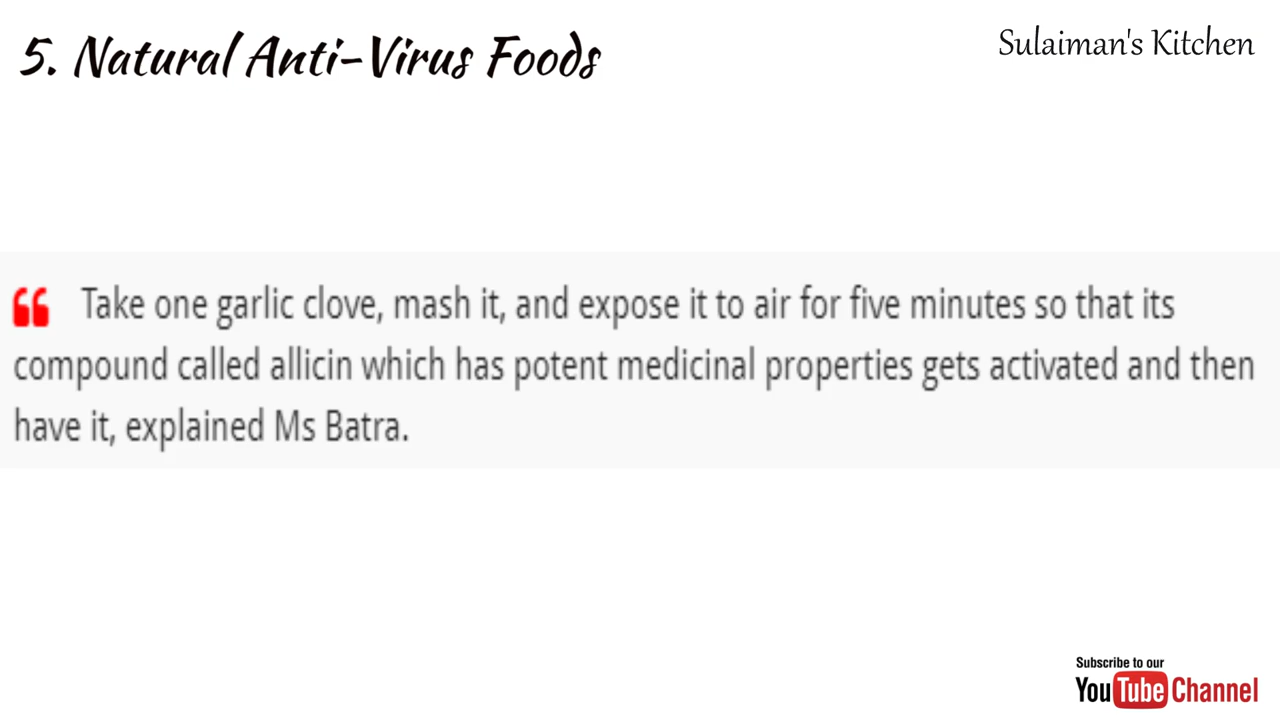 5. Natural Anti-Virus Foods
Sulaiman's Kitchen
“ Take one garlic clove, mash it, and expose it to air for five minutes so that its
compound called allicin which has potent medicinal properties gets activated and then
have it, explained Ms Batra.
Subscribe to our
YouTube Channel